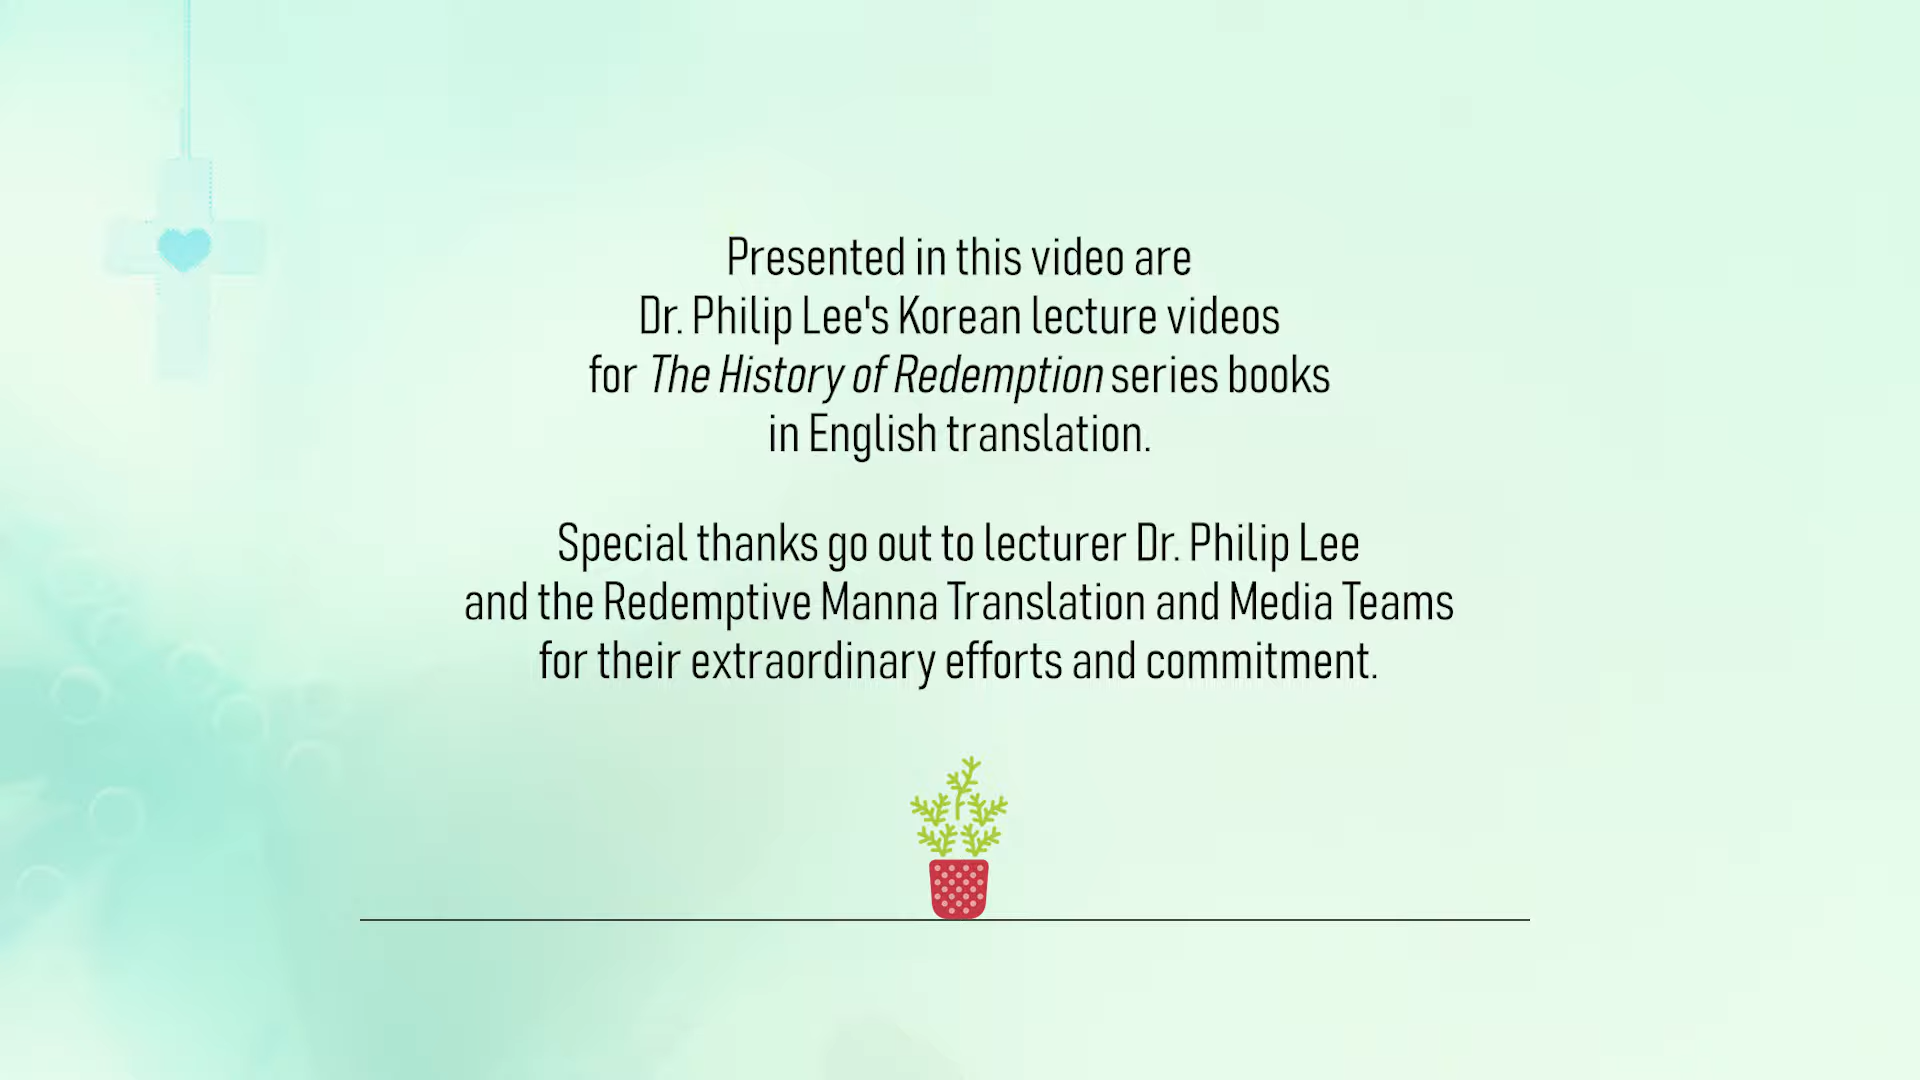 Presented in this video are
Dr. Philip Lee's Korean lecture videos
for The History of Redemption series books
in English translation.
Special thanks go out to lecturer Dr. Philip Lee
and the Redemptive Manna Translation and Media Teams
for their extraordinary efforts and commitment.